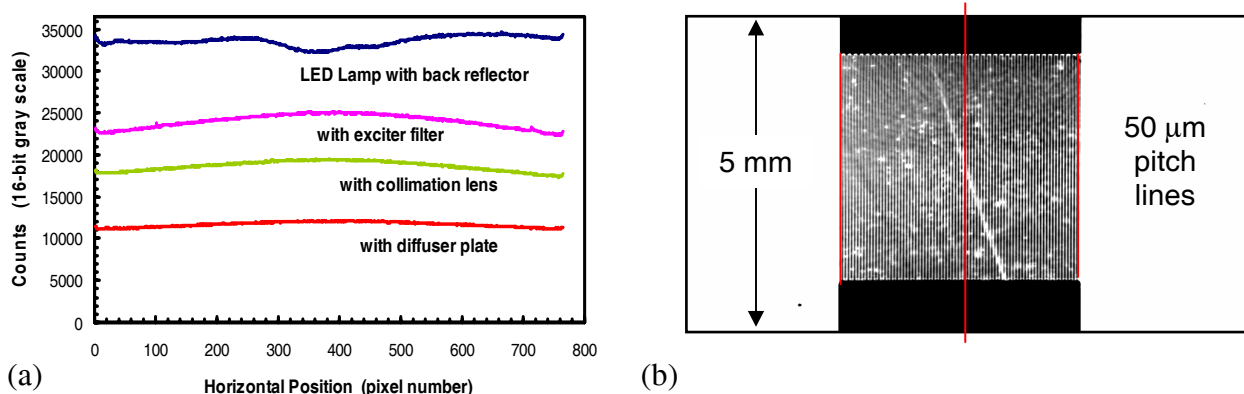 Counts (16-bit gray scale)
35000
30000
25000
20000
15000
10000
5000
0
LED Lamp with back reflector
with exciter filter
with collimation lens
with diffuser plate
0 100 200 300 400 500 600 700 800
Horizontal Position (pixel number)
(a)
5 mm
50 μm
pitch
lines
(b)